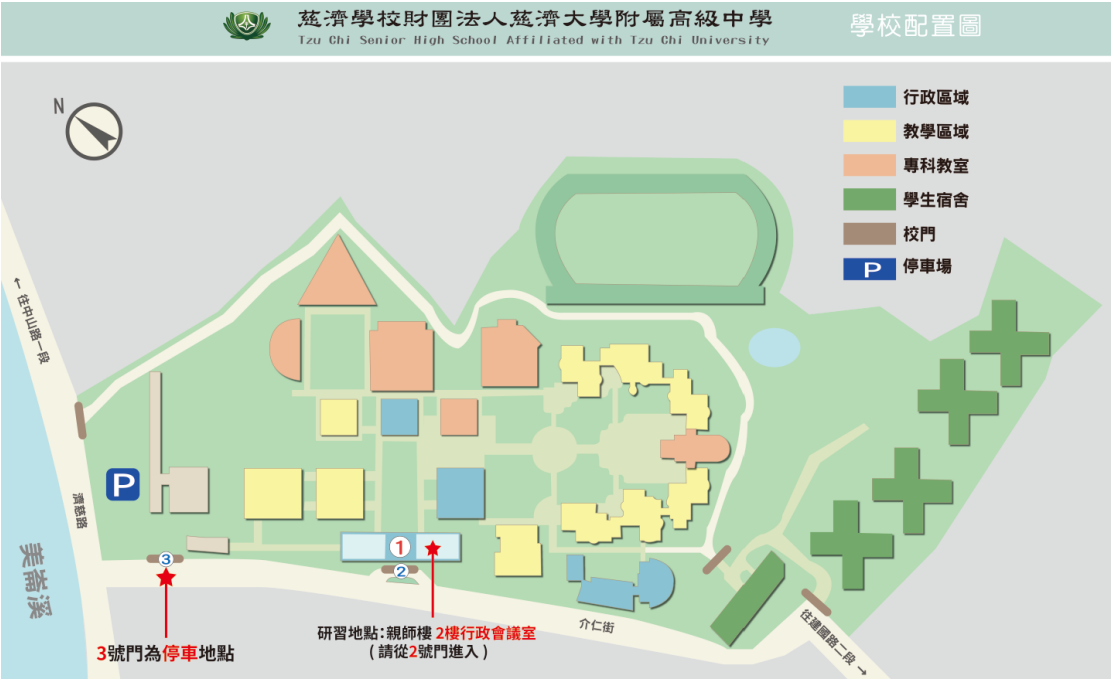 慈濟學校財團法人慈濟大學附屬高級中學
Tzu Chi Senior High School Affiliated with Tzu Chi University
學校配置圖
N
行政區域
教學區域
專科教室
學生宿舍
校門
P 停車場
← 往中山路一段
P
濟慈路
美崙溪
3
1
2
3號門為停車地點
研習地點:親師樓 2樓行政會議室
( 請從2號門進入 )
介仁街
往建國路二段 →